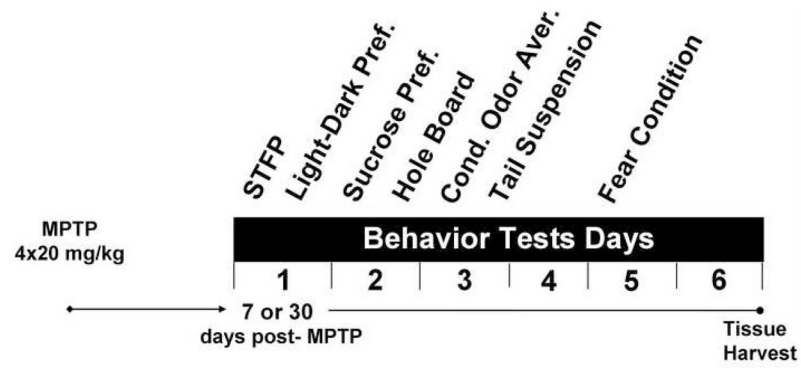 STFP
Light-Dark Pref.
Sucrose Pref.
Hole Board
Cond. Odor Aver.
Tail Suspension
Fear Condition
MPTP
4x20 mg/kg
Behavior Tests Days
1 2 3 4 5 6
7 or 30
days post- MPTP
Tissue
Harvest